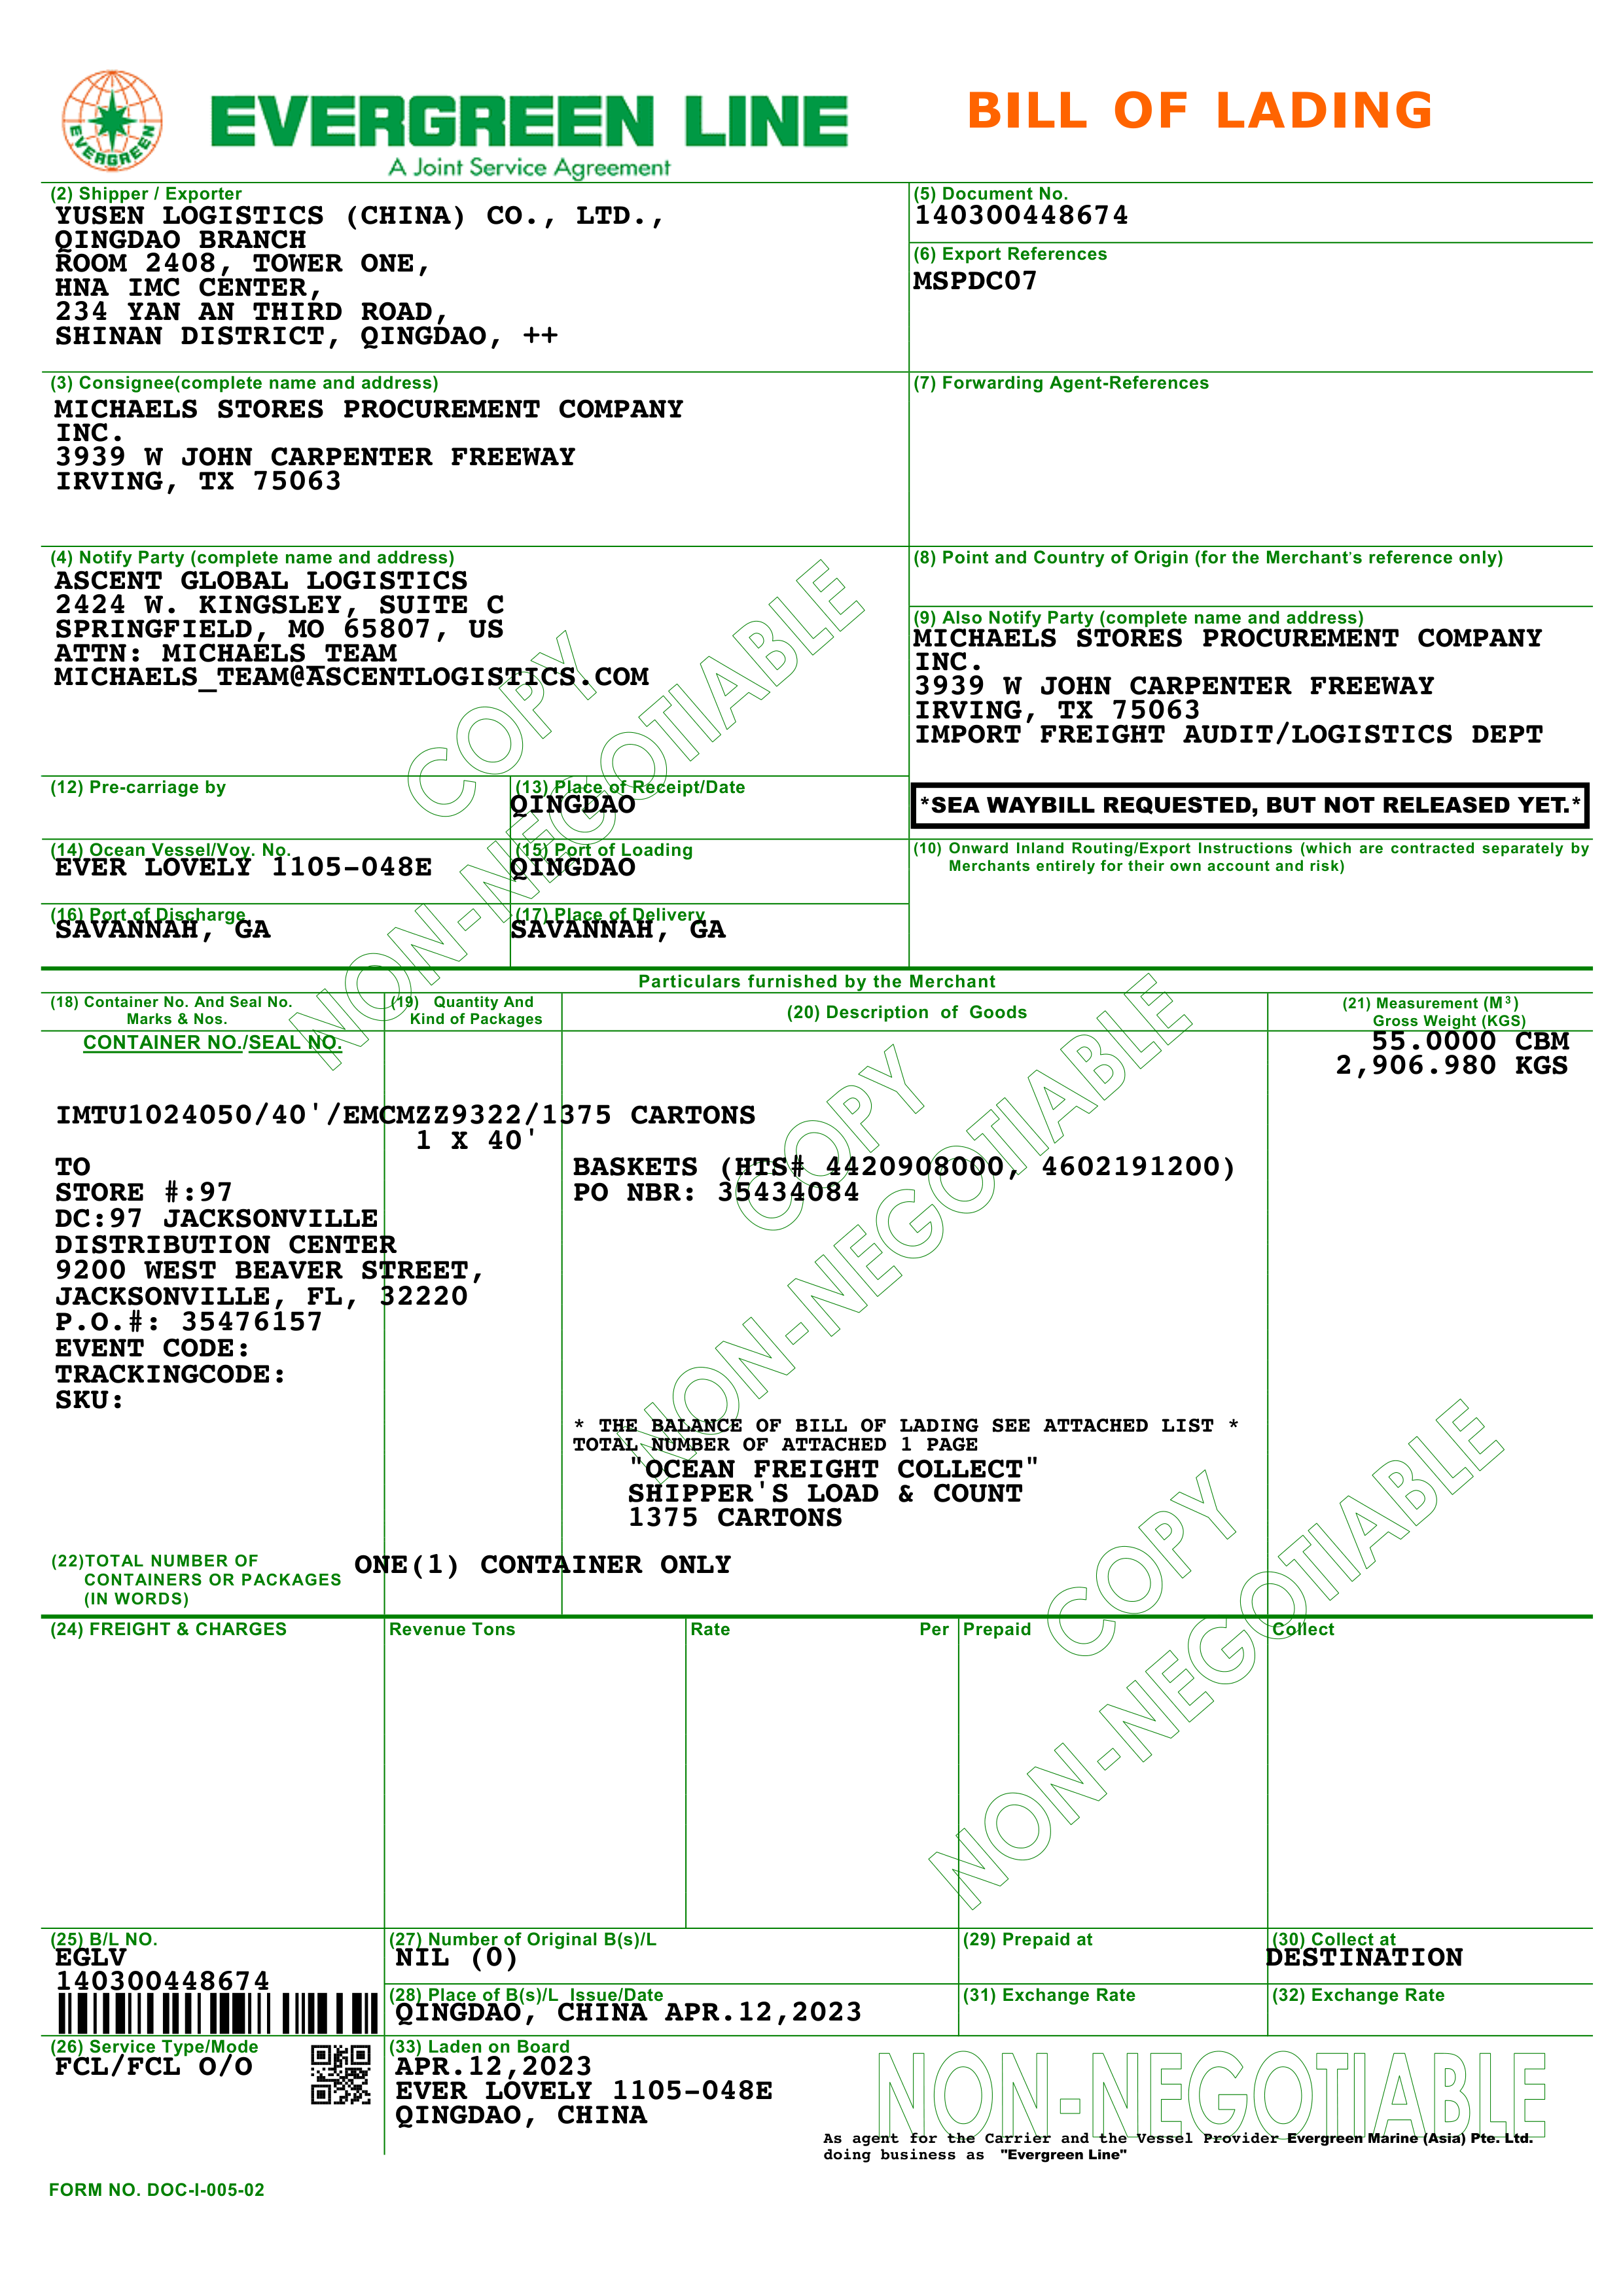 EVERGREEN
EVERGREEN LINE
A Joint Service Agreement
BILL OF LADING
(2) Shipper / Exporter
YUSEN LOGISTICS (CHINA) CO., LTD.,
QINGDAO BRANCH
ROOM 2408, TOWER ONE,
HNA IMC CENTER,
234 YAN AN THIRD ROAD,
SHINAN DISTRICT, QINGDAO, ++
(5) Document No.
140300448674
(6) Export References
MSPDC07
(3) Consignee(complete name and address)
MICHAELS STORES PROCUREMENT COMPANY
INC.
3939 W JOHN CARPENTER FREEWAY
IRVING, TX 75063
(7) Forwarding Agent-References
(4) Notify Party (complete name and address)
ASCENT GLOBAL LOGISTICS
2424 W. KINGSLEY, SUITE C
SPRINGFIELD, MO 65807, US
ATTN: MICHAELS_TEAM
MICHAELS_TEAM@ASCENTLOGISTICS.COM
(8) Point and Country of Origin (for the Merchant's reference only)
(9) Also Notify Party (complete name and address)
MICHAELS STORES PROCUREMENT COMPANY
INC.
3939 W JOHN CARPENTER FREEWAY
IRVING, TX 75063
IMPORT FREIGHT AUDIT/LOGISTICS DEPT
COPY
NON-NEGOTIABLE
(12) Pre-carriage by
(13) Place of Receipt/Date
QINGDAO
*SEA WAYBILL REQUESTED, BUT NOT RELEASED YET.*
(14) Ocean Vessel/Voy. No.
EVER LOVELY 1105-048E
(15) Port of Loading
QINGDAO
(10) Onward Inland Routing/Export Instructions (which are contracted separately by
Merchants entirely for their own account and risk)
(16) Port of Discharge
SAVANNAH, GA
(17) Place of Delivery
SAVANNAH, GA
Particulars furnished by the Merchant
(18) Container No. And Seal No.
Marks & Nos.
(19) Quantity And
Kind of Packages
(20) Description of Goods
(21) Measurement (M³)
Gross Weight (KGS)
CONTAINER NO./SEAL NO.
55.0000 CBM
2,906.980 KGS
IMTU1024050/40'/EMCMZZ9322/1375 CARTONS
1 X 40'
TO
STORE #:97
DC:97 JACKSONVILLE
DISTRIBUTION CENTER
9200 WEST BEAVER STREET,
JACKSONVILLE, FL, 32220
P.O.#: 35476157
EVENT CODE:
TRACKINGCODE:
SKU:
BASKETS (HTS# 4420908000, 4602191200)
PO NBR: 35434084
COPY
NON-NEGOTIABLE
* THE BALANCE OF BILL OF LADING SEE ATTACHED LIST *
TOTAL NUMBER OF ATTACHED 1 PAGE
"OCEAN FREIGHT COLLECT"
SHIPPER'S LOAD & COUNT
1375 CARTONS
(22)TOTAL NUMBER OF
CONTAINERS OR PACKAGES
(IN WORDS)
ONE(1) CONTAINER ONLY
COPY
NON-NEGOTIABLE
(24) FREIGHT & CHARGES
Revenue Tons
Rate
Per
Prepaid
Collect
(25) B/L NO.
EGLV
140300448674
(27) Number of Original B(s)/L
NIL (0)
(29) Prepaid at
(30) Collect at
DESTINATION
(28) Place of B(s)/L Issue/Date
QINGDAO, CHINA APR.12,2023
(31) Exchange Rate
(32) Exchange Rate
(26) Service Type/Mode
FCL/FCL O/O
(33) Laden on Board
APR.12,2023
EVER LOVELY 1105-048E
QINGDAO, CHINA
NON-NEGOTIABLE
As agent for the Carrier and the Vessel Provider Evergreen Marine (Asia) Pte. Ltd.
doing business as "Evergreen Line"
FORM NO. DOC-I-005-02